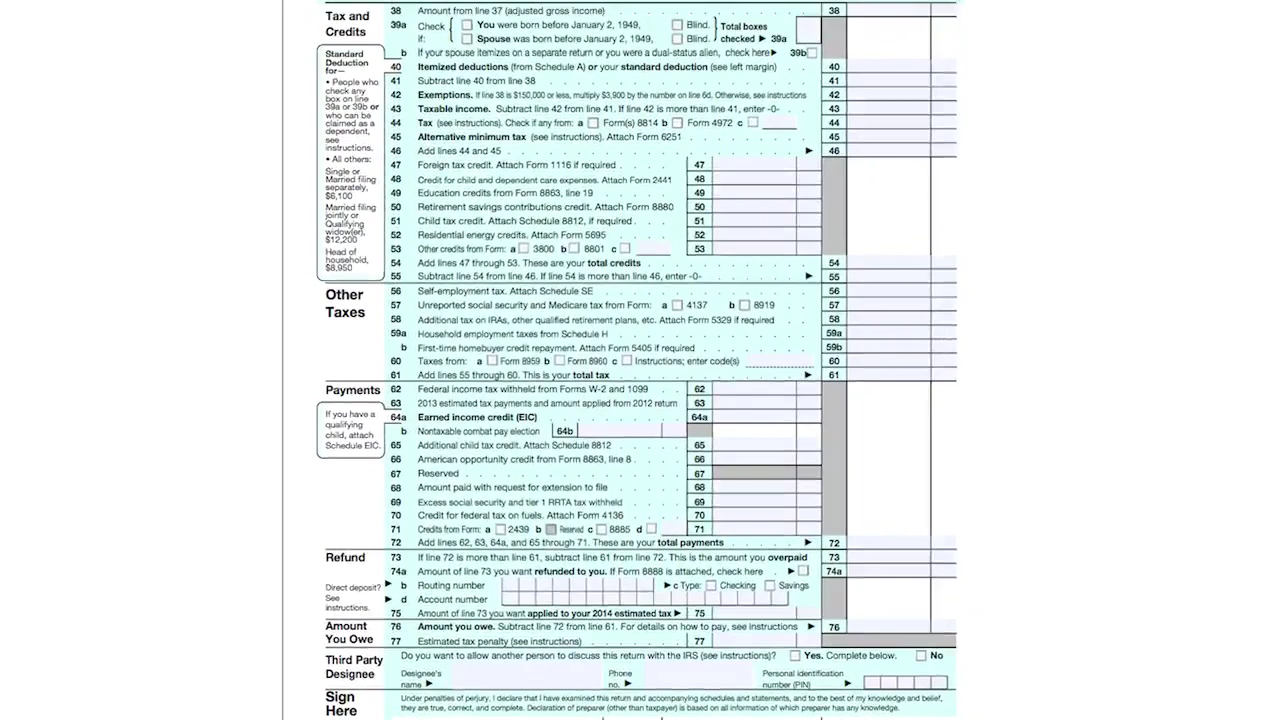 Tax and
Credits
38 Amount from line 37 (adjusted gross income) 38
39a Check if: You were born before January 2, 1949, Blind. Total boxes
Spouse was born before January 2, 1949, Blind. checked ▶ 39a
b If your spouse itemizes on a separate return or you were a dual-status alien, check here ▶ 39b
Standard
Deduction
for—
• People who
check any
box on line
39a or 39b or
who can be
claimed as a
dependent,
see
instructions.
• All others:
Single or
Married filing
separately,
$6,100
Married filing
jointly or
Qualifying
widow(er),
$12,200
Head of
household,
$8,950
40 Itemized deductions (from Schedule A) or your standard deduction (see left margin) 40
41 Subtract line 40 from line 38 41
42 Exemptions. If line 38 is $150,000 or less, multiply $3,900 by the number on line 6d. Otherwise, see instructions 42
43 Taxable income. Subtract line 42 from line 41. If line 42 is more than line 41, enter -0- 43
44 Tax (see instructions). Check if any from: a Form(s) 8814 b Form 4972 c 44
45 Alternative minimum tax (see instructions). Attach Form 6251 45
46 Add lines 44 and 45 ▶ 46
47 Foreign tax credit. Attach Form 1116 if required 47
48 Credit for child and dependent care expenses. Attach Form 2441 48
49 Education credits from Form 8863, line 19 49
50 Retirement savings contributions credit. Attach Form 8880 50
51 Child tax credit. Attach Schedule 8812, if required 51
52 Residential energy credits. Attach Form 5695 52
53 Other credits from Form: a 3800 b 8801 c 53
54 Add lines 47 through 53. These are your total credits 54
55 Subtract line 54 from line 46. If line 54 is more than line 46, enter -0- ▶ 55
Other
Taxes
56 Self-employment tax. Attach Schedule SE 56
57 Unreported social security and Medicare tax from Form: a 4137 b 8919 57
58 Additional tax on IRAs, other qualified retirement plans, etc. Attach Form 5329 if required 58
59a Household employment taxes from Schedule H 59a
b First-time homebuyer credit repayment. Attach Form 5405 if required 59b
60 Taxes from: a Form 8959 b Form 8960 c Instructions; enter code(s) 60
61 Add lines 55 through 60. This is your total tax ▶ 61
Payments
62 Federal income tax withheld from Forms W-2 and 1099 62
63 2013 estimated tax payments and amount applied from 2012 return 63
If you have a
qualifying
child, attach
Schedule EIC.
64a Earned income credit (EIC) 64a
b Nontaxable combat pay election 64b
65 Additional child tax credit. Attach Schedule 8812 65
66 American opportunity credit from Form 8863, line 8 66
67 Reserved 67
68 Amount paid with request for extension to file 68
69 Excess social security and tier 1 RRTA tax withheld 69
70 Credit for federal tax on fuels. Attach Form 4136 70
71 Credits from Form: a 2439 b Reserved c 8885 d 71
72 Add lines 62, 63, 64a, and 65 through 71. These are your total payments ▶ 72
Refund
73 If line 72 is more than line 61, subtract line 61 from line 72. This is the amount you overpaid 73
74a Amount of line 73 you want refunded to you. If Form 8888 is attached, check here ▶ 74a
Direct deposit?
See
instructions.
▶ b Routing number ▶ c Type: Checking Savings
▶ d Account number
75 Amount of line 73 you want applied to your 2014 estimated tax ▶ 75
Amount
You Owe
76 Amount you owe. Subtract line 72 from line 61. For details on how to pay, see instructions ▶ 76
77 Estimated tax penalty (see instructions) 77
Third Party
Designee
Do you want to allow another person to discuss this return with the IRS (see instructions)? Yes. Complete below. No
Designee's name ▶ Phone no. ▶ Personal identification number (PIN) ▶
Sign
Here
Under penalties of perjury, I declare that I have examined this return and accompanying schedules and statements, and to the best of my knowledge and belief,
they are true, correct, and complete. Declaration of preparer (other than taxpayer) is based on all information of which preparer has any knowledge.